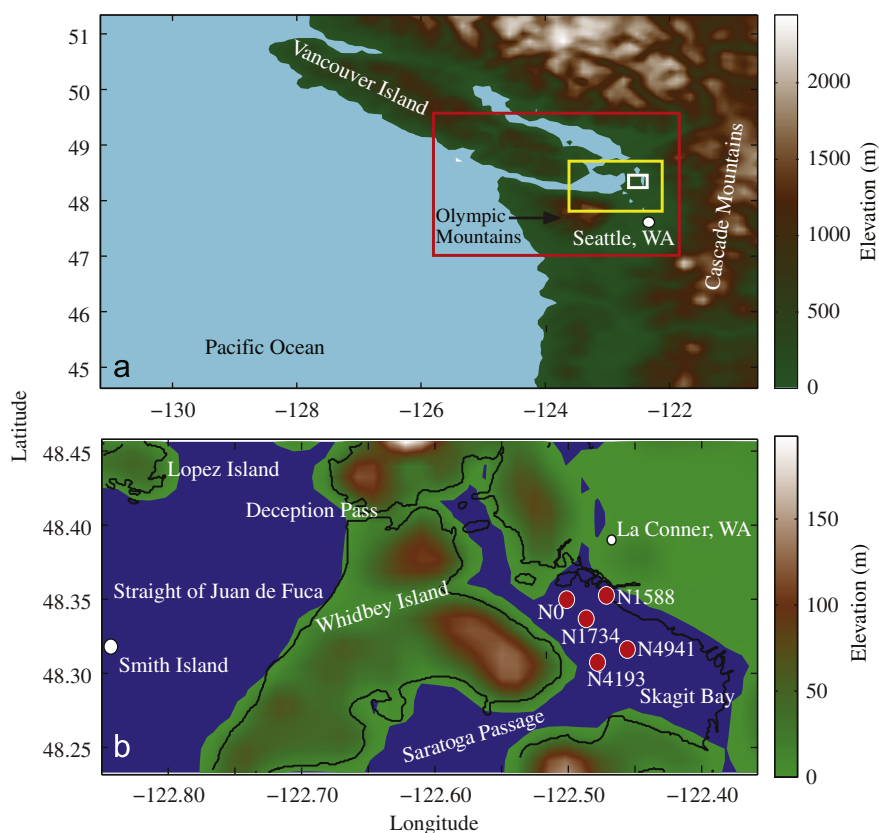 51
50
49
48
47
46
45
Vancouver Island
Olympic
Mountains
Seattle, WA
Cascade Mountains
Pacific Ocean
a
−130
−128
−126
−124
−122
2000
1500
1000
500
0
Elevation (m)
Latitude
48.45
48.40
48.35
48.30
48.25
Lopez Island
Deception Pass
La Conner, WA
Straight of Juan de Fuca
Whidbey Island
N0
N1588
N1734
N4941
N4193
Smith Island
Skagit Bay
Saratoga Passage
b
−122.80
−122.70
−122.60
−122.50
−122.40
Longitude
150
100
50
0
Elevation (m)